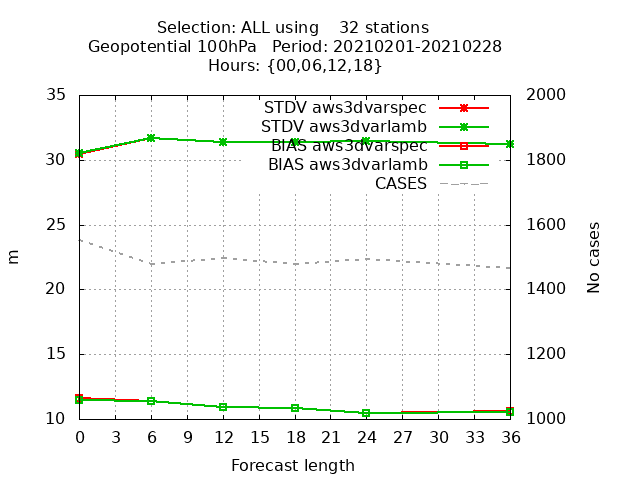 Selection: ALL using    32 stations
Geopotential 100hPa   Period: 20210201-20210228
Hours: {00,06,12,18}
35
30
25
20
15
10
m
2000
1800
1600
1400
1200
1000
No cases
STDV aws3dvarspec
STDV aws3dvarlamb
BIAS aws3dvarspec
BIAS aws3dvarlamb
CASES
0 3 6 9 12 15 18 21 24 27 30 33 36
Forecast length